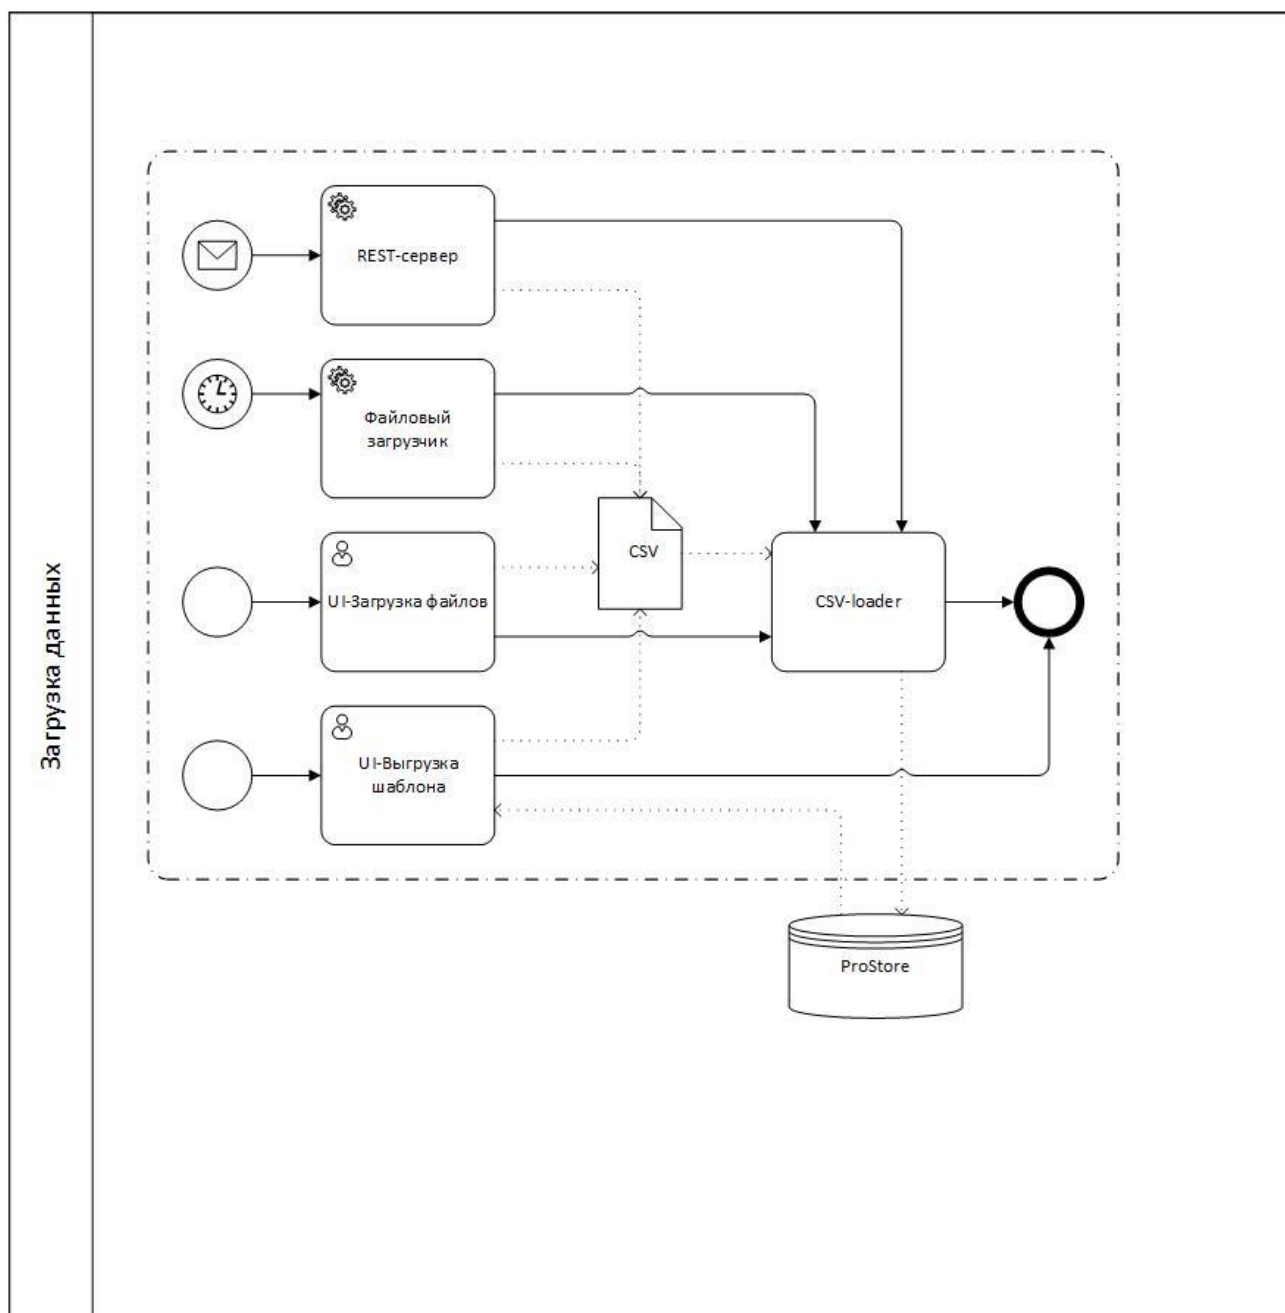 Загрузка данных
REST-сервер
Файловый
загрузчик
CSV
UI-Загрузка файлов
CSV-loader
UI-Выгрузка
шаблона
ProStore